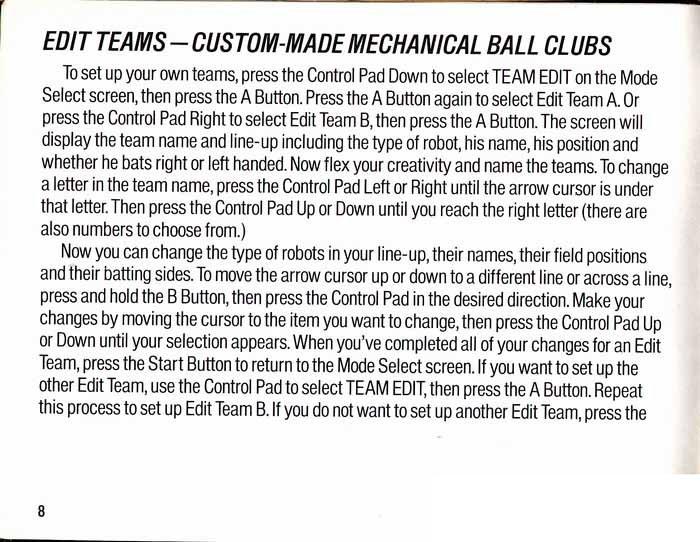 EDIT TEAMS—CUSTOM-MADE MECHANICAL BALL CLUBS
To set up your own teams, press the Control Pad Down to select TEAM EDIT on the Mode
Select screen, then press the A Button. Press the A Button again to select Edit Team A. Or
press the Control Pad Right to select Edit Team B, then press the A Button. The screen will
display the team name and line-up including the type of robot, his name, his position and
whether he bats right or left handed. Now flex your creativity and name the teams. To change
a letter in the team name, press the Control Pad Left or Right until the arrow cursor is under
that letter. Then press the Control Pad Up or Down until you reach the right letter (there are
also numbers to choose from.)
Now you can change the type of robots in your line-up, their names, their field positions
and their batting sides. To move the arrow cursor up or down to a different line or across a line,
press and hold the B Button, then press the Control Pad in the desired direction. Make your
changes by moving the cursor to the item you want to change, then press the Control Pad Up
or Down until your selection appears. When you've completed all of your changes for an Edit
Team, press the Start Button to return to the Mode Select screen. If you want to set up the
other Edit Team, use the Control Pad to select TEAM EDIT, then press the A Button. Repeat
this process to set up Edit Team B. If you do not want to set up another Edit Team, press the
8